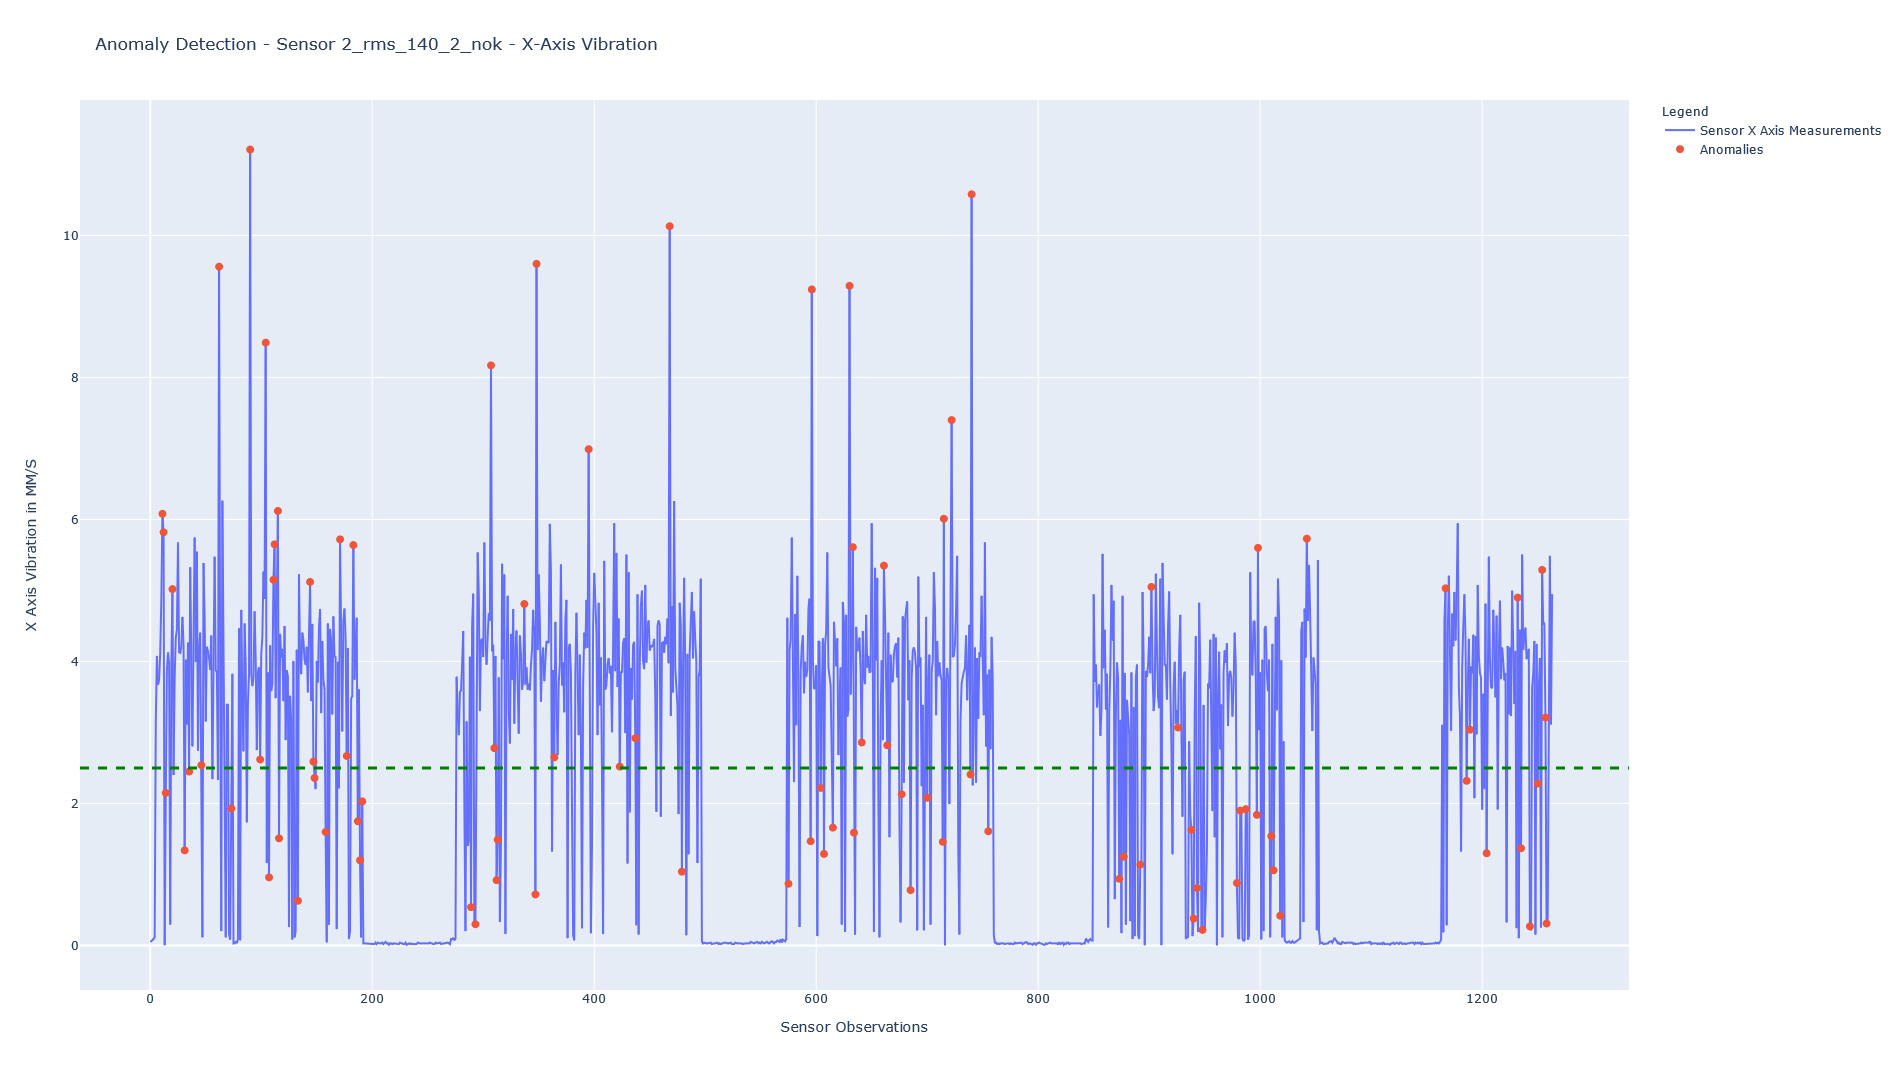 Anomaly Detection - Sensor 2_rms_140_2_nok - X-Axis Vibration
Legend
Sensor X Axis Measurements
Anomalies
X Axis Vibration in MM/S
10
8
6
4
2
0
0 200 400 600 800 1000 1200
Sensor Observations